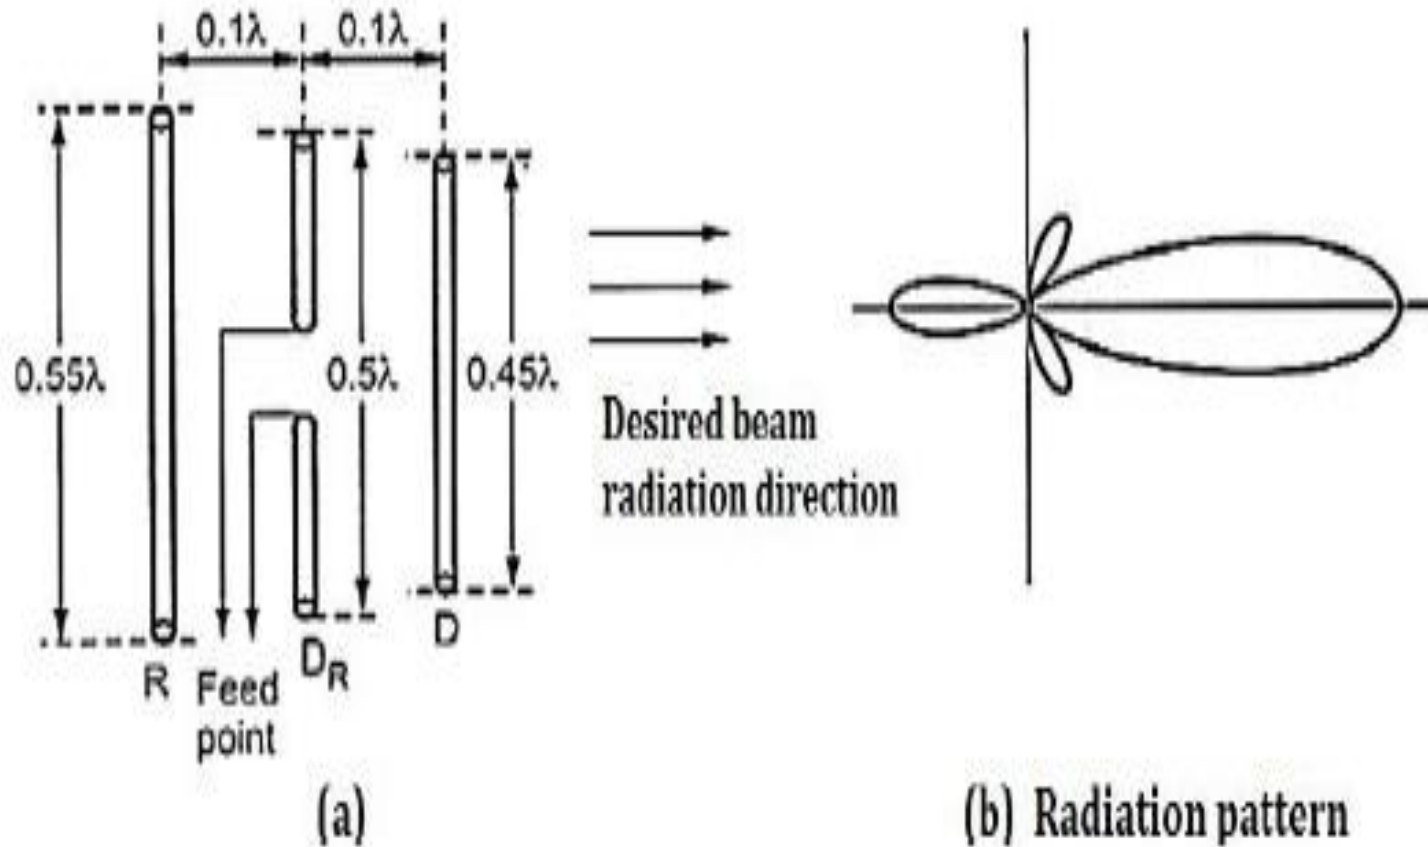 0.1λ 0.1λ
0.55λ
0.5λ
0.45λ
Desired beam
radiation direction
R
Feed
point
DR
D
(a)
(b) Radiation pattern